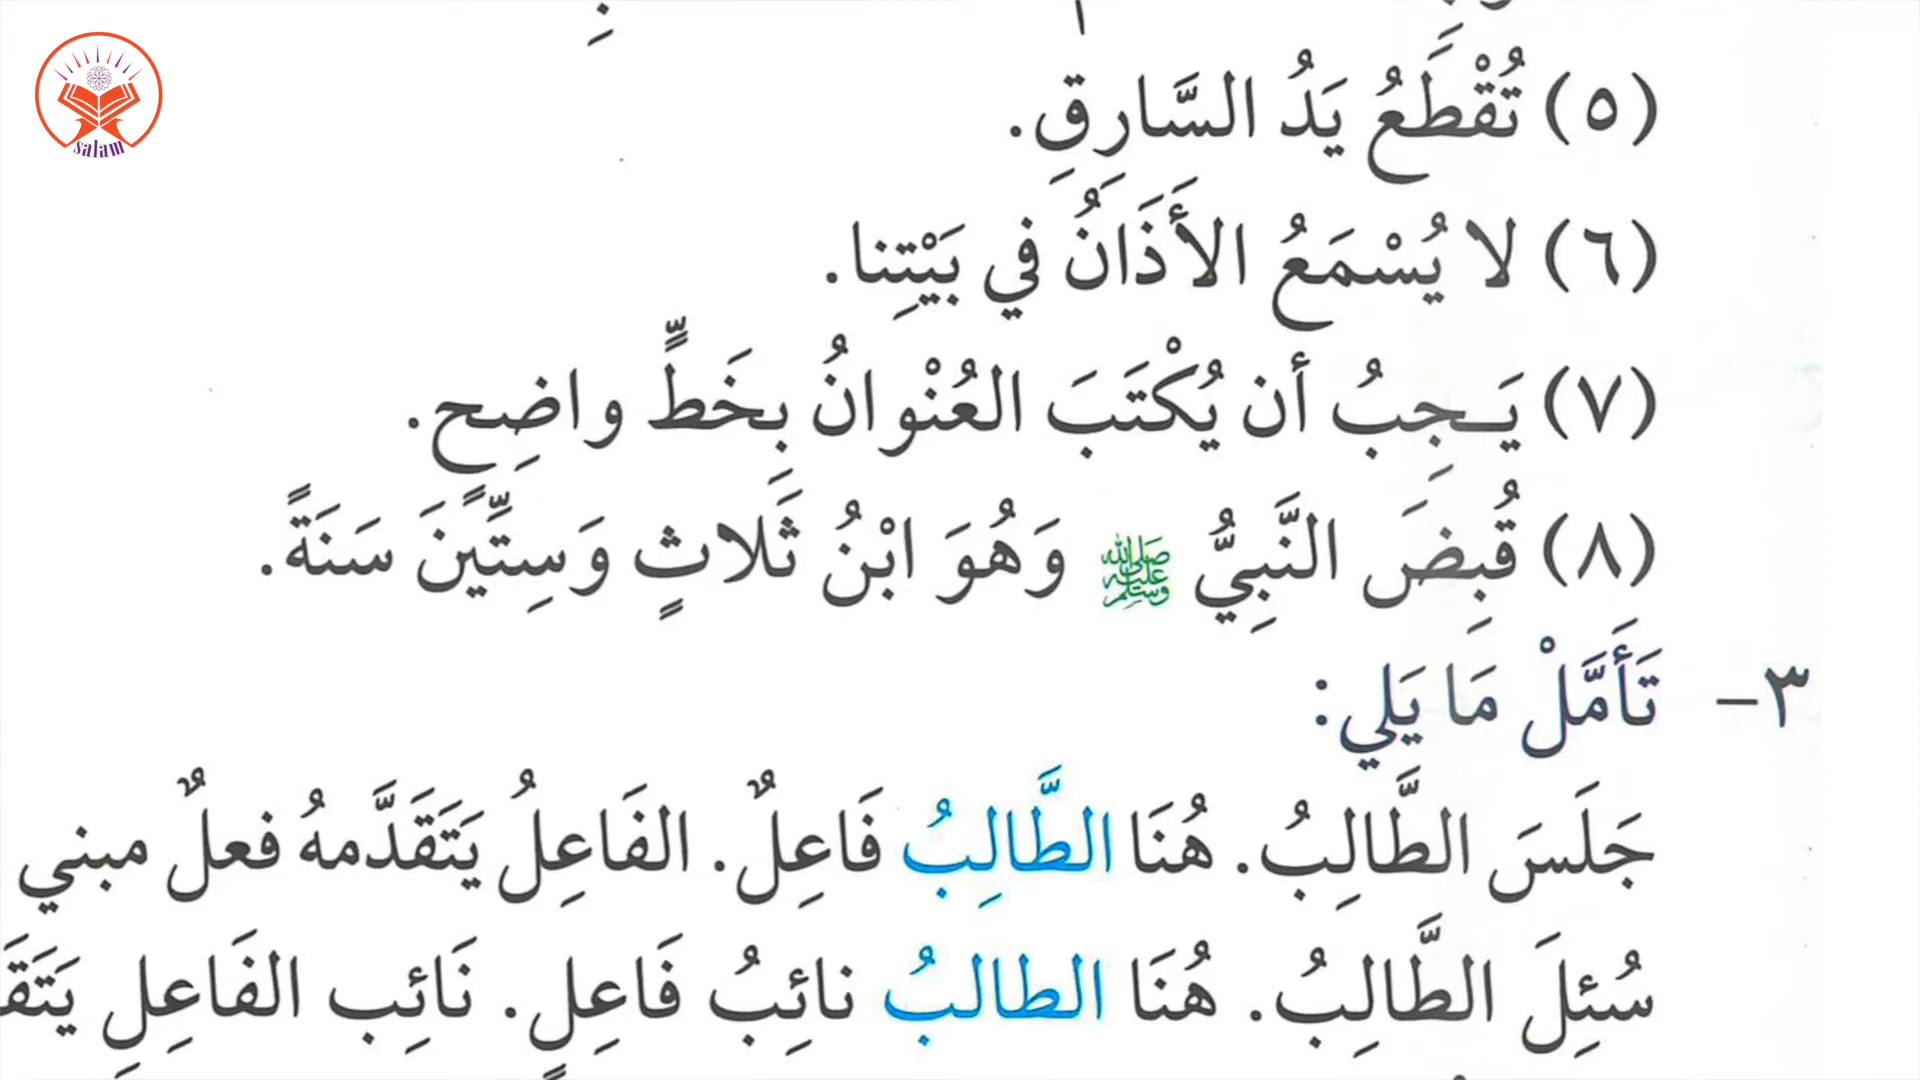 salam
(٥) تُقْطَعُ يَدُ السَّارِقِ.
(٦) لا يُسْمَعُ الأَذَانُ في بَيْتِنا.
(٧) يَـجِبُ أن يُكْتَبَ العُنْوانُ بِخَطٍّ واضِحٍ.
(٨) قُبِضَ النَّبِيُّ ﷺ وَهُوَ ابْنُ ثَلاثٍ وَسِتِّينَ سَنَةً.
٣- تَأَمَّلْ مَا يَلي:
جَلَسَ الطَّالِبُ. هُنَا الطَّالِبُ فَاعِلٌ. الفَاعِلُ يَتَقَدَّمهُ فعلٌ مبني
سُئِلَ الطَّالِبُ. هُنَا الطالبُ نائِبُ فَاعِلٍ. نَائِب الفَاعِلِ